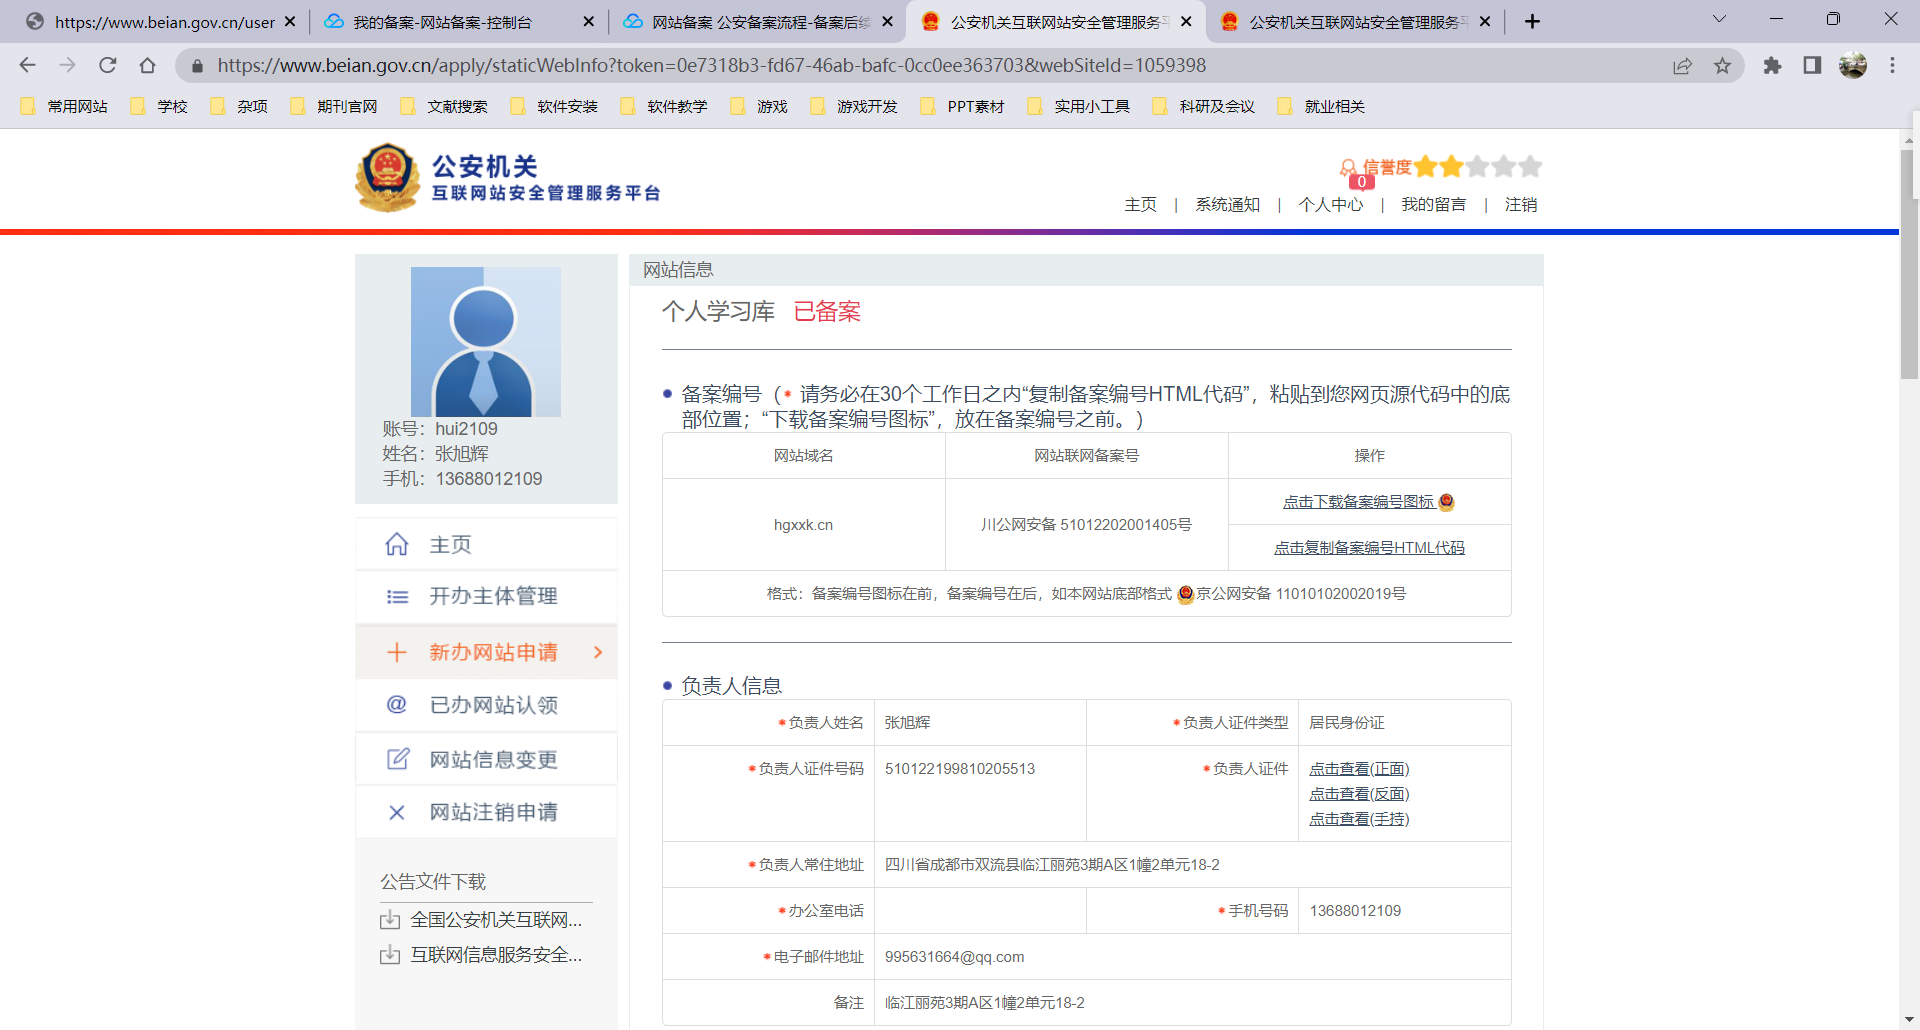 https://www.beian.gov.cn/user
我的备案-网站备案-控制台
网站备案 公安备案流程-备案后续
公安机关互联网站安全管理服务平
公安机关互联网站安全管理服务平
https://www.beian.gov.cn/apply/staticWebInfo?token=0e7318b3-fd67-46ab-bafc-0cc0ee363703&webSiteId=1059398
常用网站 学校 杂项 期刊官网 文献搜索 软件安装 软件教学 游戏 游戏开发 PPT素材 实用小工具 科研及会议 就业相关
公安机关
互联网站安全管理服务平台
信誉度
0
主页 | 系统通知 | 个人中心 | 我的留言 | 注销
账号：hui2109
姓名：张旭辉
手机：13688012109
主页
开办主体管理
新办网站申请
已办网站认领
网站信息变更
网站注销申请
公告文件下载
全国公安机关互联网...
互联网信息服务安全...
网站信息
个人学习库 已备案
备案编号（* 请务必在30个工作日之内“复制备案编号HTML代码”，粘贴到您网页源代码中的底
部位置；“下载备案编号图标”，放在备案编号之前。）
网站域名 网站联网备案号 操作
hgxxk.cn 川公网安备 51012202001405号 点击下载备案编号图标
点击复制备案编号HTML代码
格式：备案编号图标在前，备案编号在后，如本网站底部格式 京公网安备 11010102002019号
负责人信息
*负责人姓名 张旭辉 *负责人证件类型 居民身份证
*负责人证件号码 510122199810205513 *负责人证件 点击查看(正面)
点击查看(反面)
点击查看(手持)
*负责人常住地址 四川省成都市双流县临江丽苑3期A区1幢2单元18-2
*办公室电话 *手机号码 13688012109
*电子邮件地址 995631664@qq.com
备注 临江丽苑3期A区1幢2单元18-2